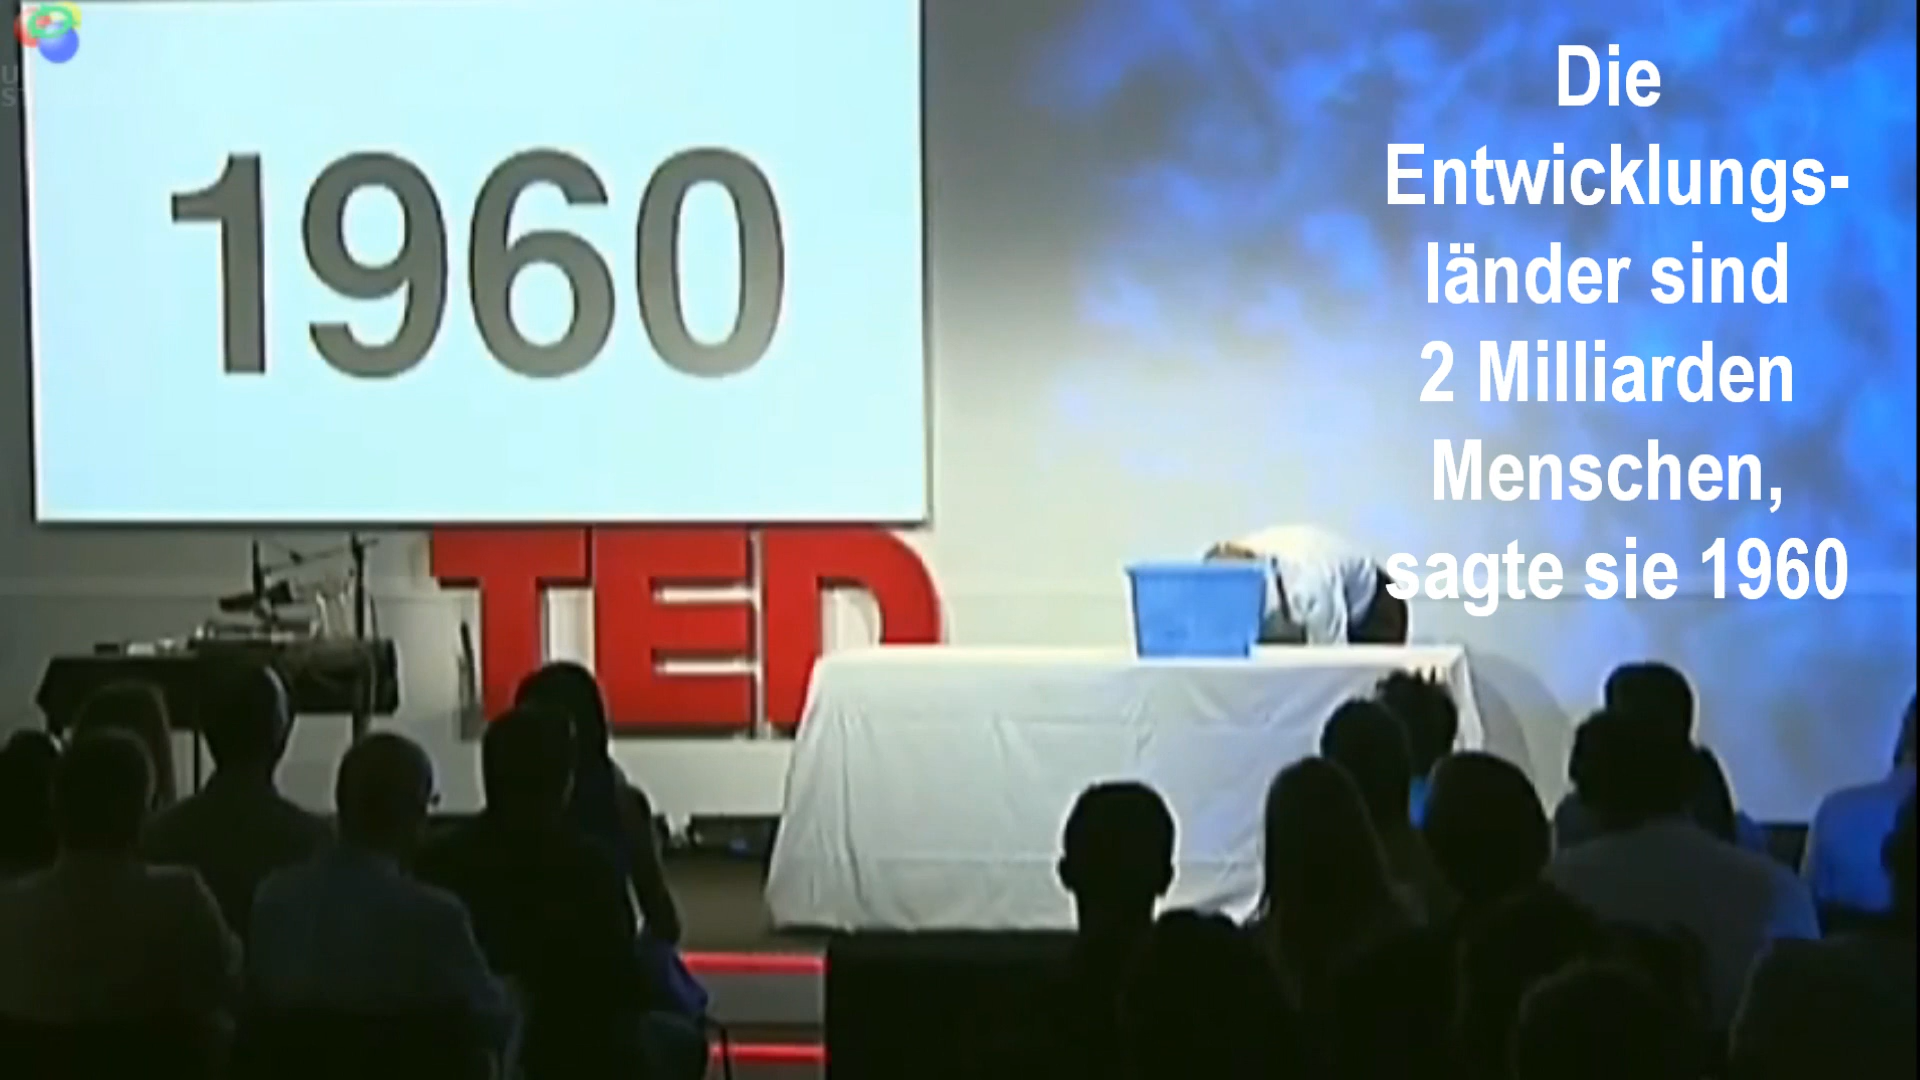 1960
TED
Die
Entwicklungs-
länder sind
2 Milliarden
Menschen,
sagte sie 1960